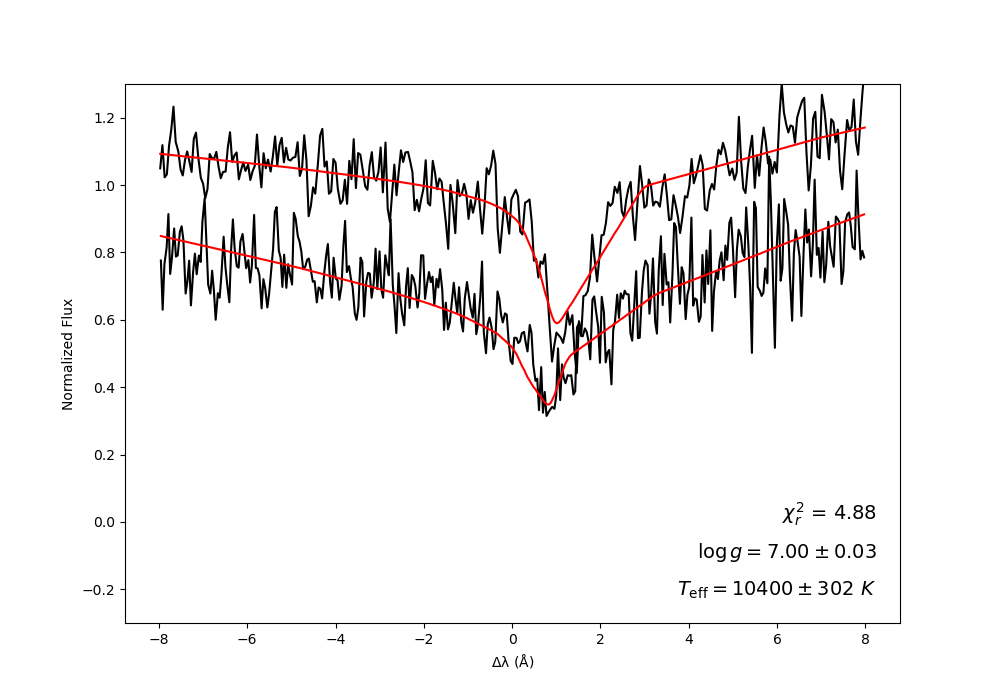 1.2
1.0
0.8
0.6
0.4
0.2
0.0
−0.2
Normalized Flux
χ²ᵣ = 4.88
log g = 7.00 ± 0.03
T_eff = 10400 ± 302 K
−8 −6 −4 −2 0 2 4 6 8
Δλ (Å)